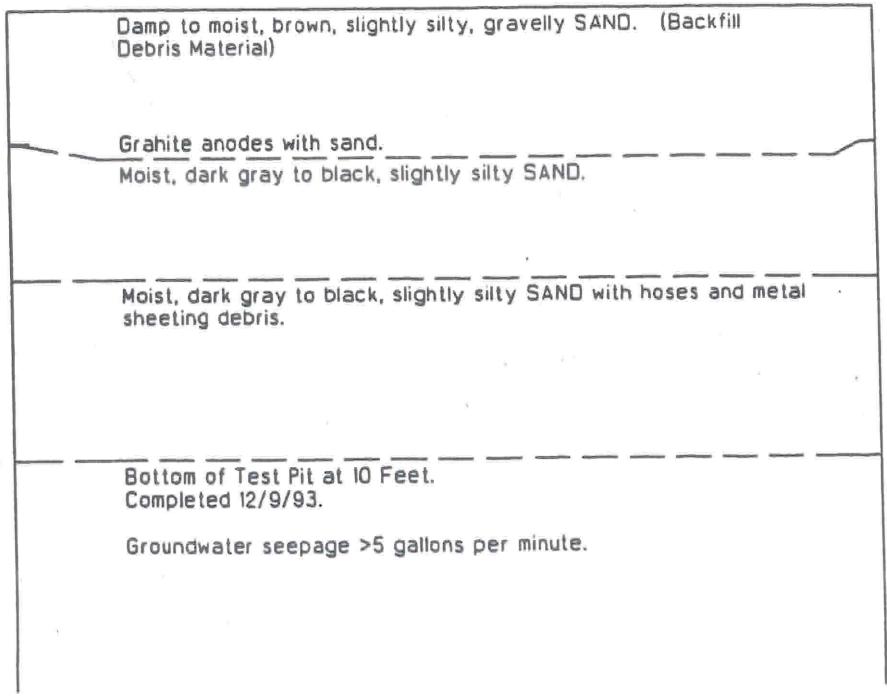 Damp to moist, brown, slightly silty, gravelly SAND. (Backfill
Debris Material)
Grahite anodes with sand.
Moist, dark gray to black, slightly silty SAND.
Moist, dark gray to black, slightly silty SAND with hoses and metal
sheeting debris.
Bottom of Test Pit at 10 Feet.
Completed 12/9/93.
Groundwater seepage >5 gallons per minute.